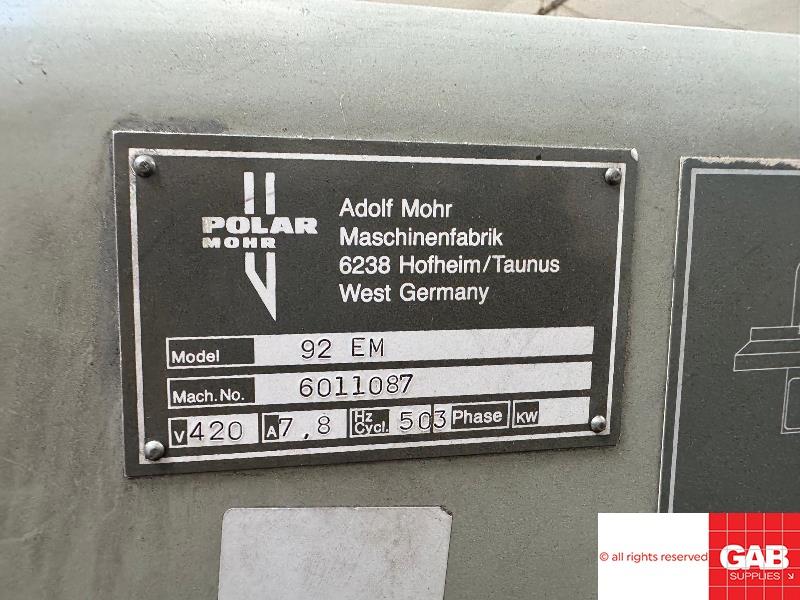 POLAR
MOHR
Adolf Mohr
Maschinenfabrik
6238 Hofheim/Taunus
West Germany
Model 92 EM
Mach. No. 6011087
V 420 A 7,8 Hz Cycl. 50 3 Phase KW
© all rights reserved
GAB
SUPPLIES